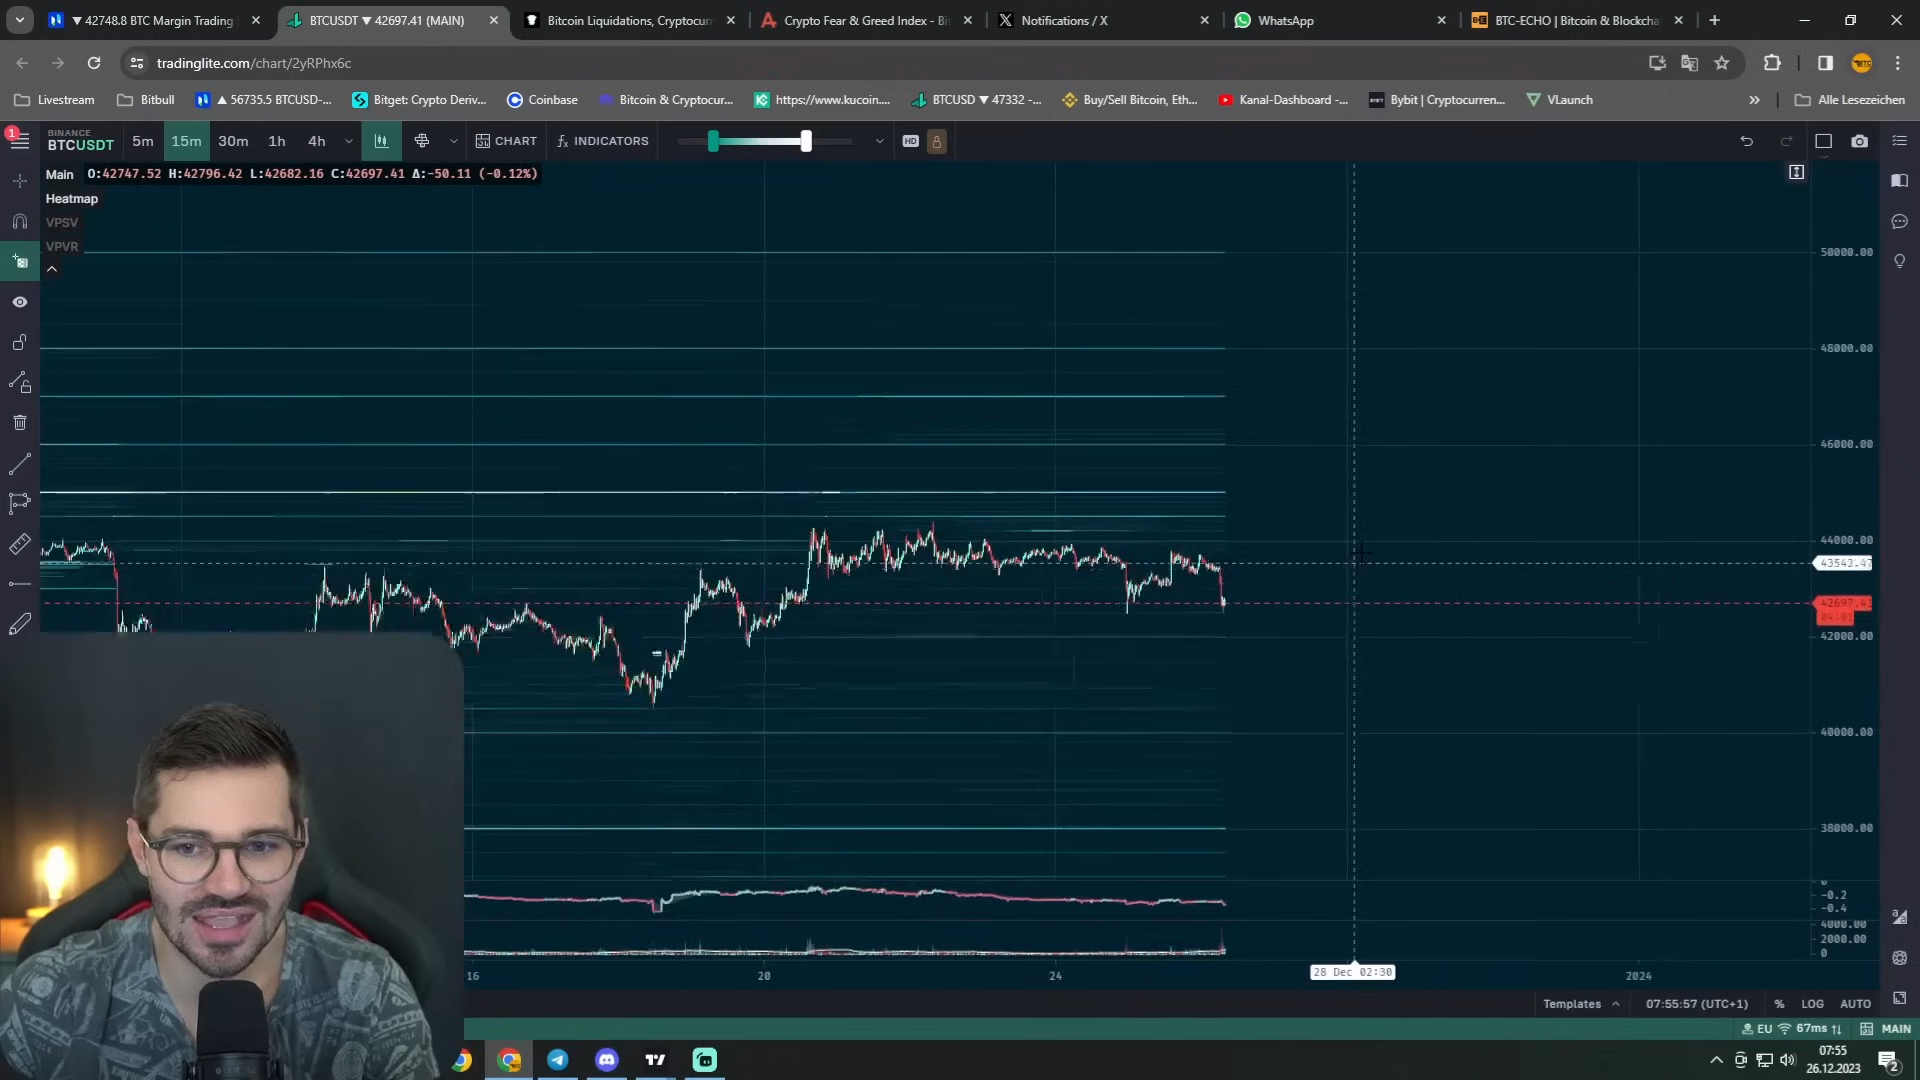 ▼ 42748.8 BTC Margin Trading
BTCUSDT ▼ 42697.41 (MAIN)
Bitcoin Liquidations, Cryptocur
Crypto Fear & Greed Index - Bi
Notifications / X
WhatsApp
BTC-ECHO | Bitcoin & Blockcha
tradinglite.com/chart/2yRPhx6c
Livestream
Bitbull
▲ 56735.5 BTCUSD-...
Bitget: Crypto Deriv...
Coinbase
Bitcoin & Cryptocur...
https://www.kucoin....
BTCUSD ▼ 47332 -...
Buy/Sell Bitcoin, Eth...
Kanal-Dashboard -...
Bybit | Cryptocurren...
VLaunch
Alle Lesezeichen
1
BINANCE
BTCUSDT
5m
15m
30m
1h
4h
CHART
INDICATORS
HD
Main O:42747.52 H:42796.42 L:42682.16 C:42697.41 Δ:-50.11 (-0.12%)
Heatmap
VPSV
VPVR
50000.00
48000.00
46000.00
44000.00
43542.47
42697.41
04:01
42000.00
40000.00
38000.00
-0.2
-0.4
4000.00
2000.00
0
16
20
24
28 Dec 02:30
2024
Templates
07:55:57 (UTC+1)
%
LOG
AUTO
EU
67ms
MAIN
07:55
26.12.2023
2